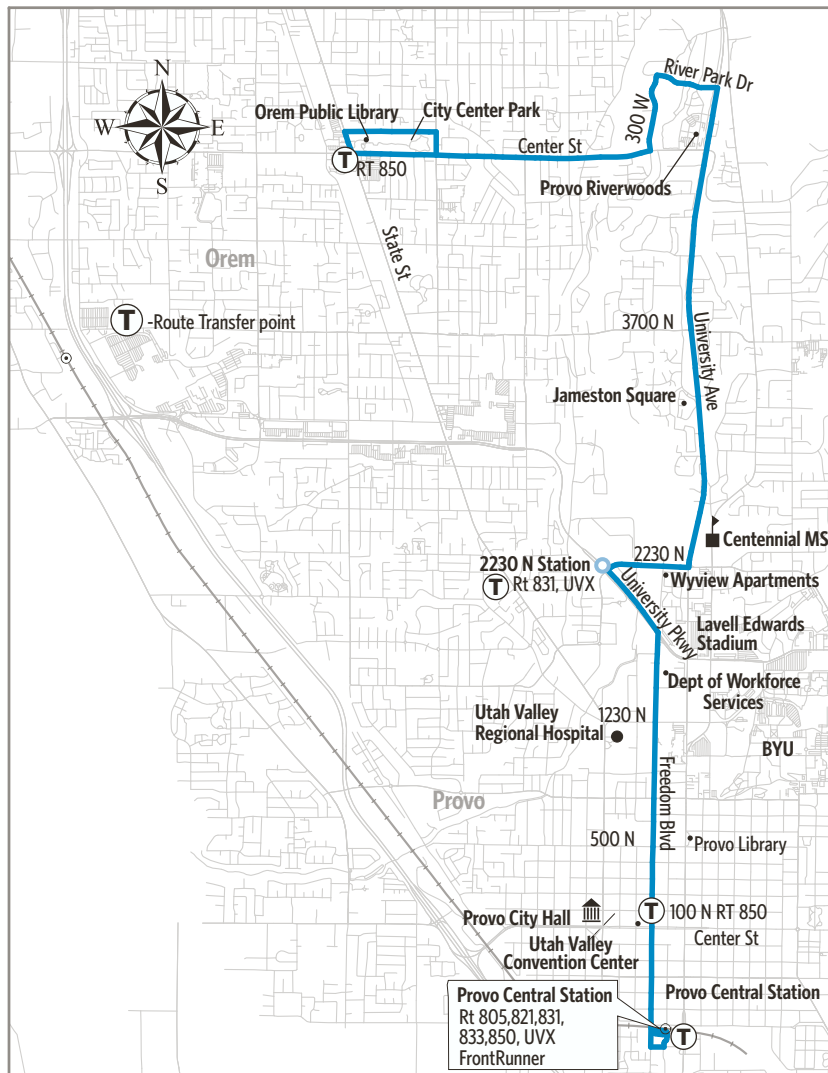 N
W E
S
River Park Dr
Orem Public Library
City Center Park
300 W
Center St
T
RT 850
Provo Riverwoods
State St
Orem
T -Route Transfer point
3700 N
University Ave
Jameston Square
Centennial MS
2230 N
2230 N Station
T Rt 831, UVX
Wyview Apartments
University Pkwy
Lavell Edwards
Stadium
Dept of Workforce
Services
Utah Valley
Regional Hospital
1230 N
BYU
Freedom Blvd
Provo
500 N
Provo Library
T 100 N RT 850
Provo City Hall
Center St
Utah Valley
Convention Center
Provo Central Station
Provo Central Station
Rt 805,821,831,
833,850, UVX
FrontRunner
T